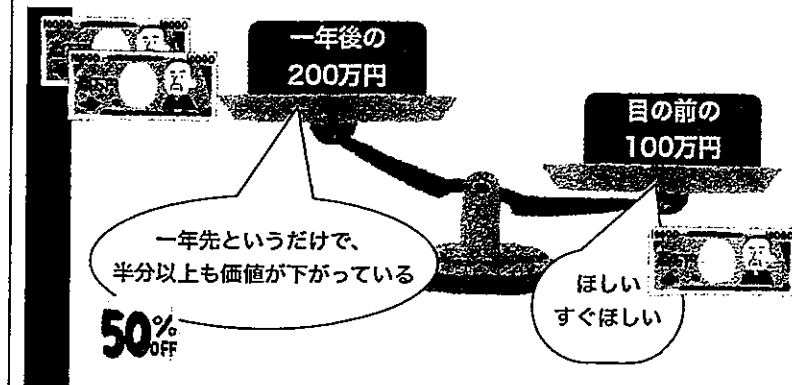 一年後の
200万円
目の前の
100万円
一年先というだけで、
半分以上も価値が下がっている
ほしい
すぐほしい
50%
OFF